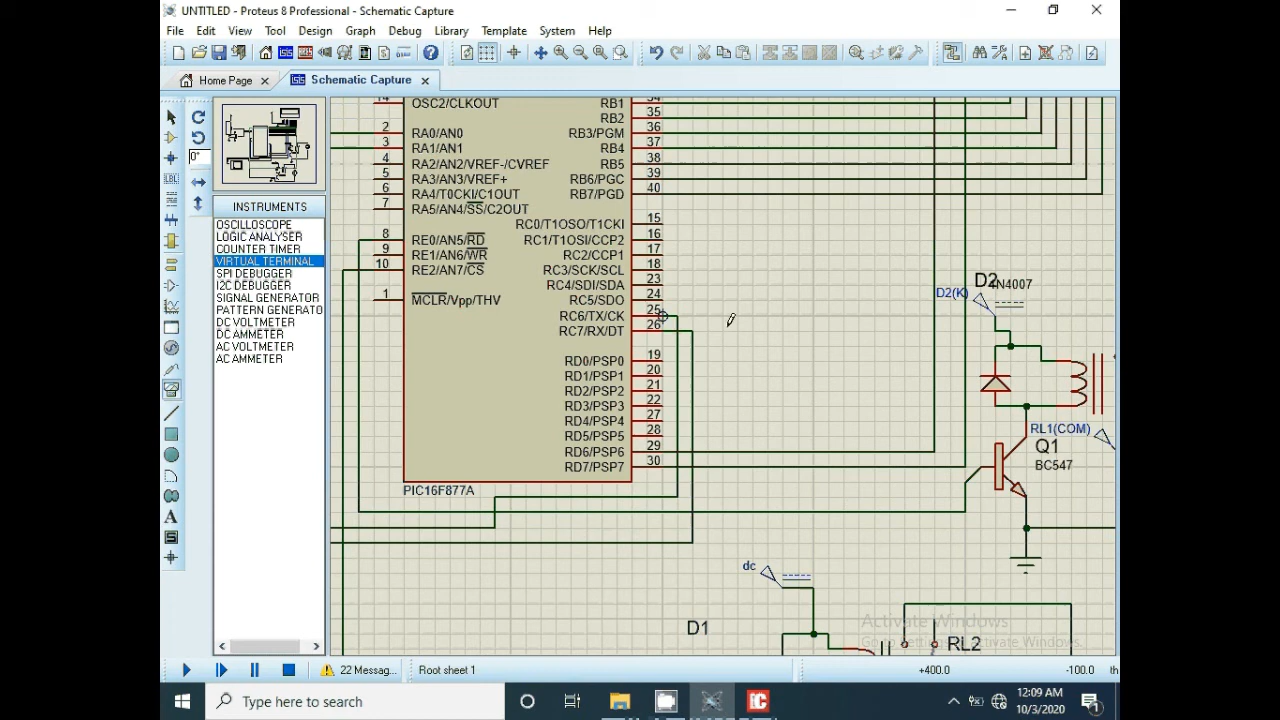 UNTITLED - Proteus 8 Professional - Schematic Capture
File Edit View Tool Design Graph Debug Library Template System Help
Home Page
Schematic Capture
0°
LBL
INSTRUMENTS
OSCILLOSCOPE
LOGIC ANALYSER
COUNTER TIMER
VIRTUAL TERMINAL
SPI DEBUGGER
I2C DEBUGGER
SIGNAL GENERATOR
PATTERN GENERATO
DC VOLTMETER
DC AMMETER
AC VOLTMETER
AC AMMETER
A
14 OSC2/CLKOUT
2 RA0/AN0
3 RA1/AN1
4 RA2/AN2/VREF-/CVREF
5 RA3/AN3/VREF+
6 RA4/T0CKI/C1OUT
7 RA5/AN4/SS/C2OUT
8 RE0/AN5/RD
9 RE1/AN6/WR
10 RE2/AN7/CS
1 MCLR/Vpp/THV
RB1 34
RB2 35
RB3/PGM 36
RB4 37
RB5 38
RB6/PGC 39
RB7/PGD 40
RC0/T1OSO/T1CKI 15
RC1/T1OSI/CCP2 16
RC2/CCP1 17
RC3/SCK/SCL 18
RC4/SDI/SDA 23
RC5/SDO 24
RC6/TX/CK 25
RC7/RX/DT 26
RD0/PSP0 19
RD1/PSP1 20
RD2/PSP2 21
RD3/PSP3 22
RD4/PSP4 27
RD5/PSP5 28
RD6/PSP6 29
RD7/PSP7 30
PIC16F877A
D2
1N4007
D2(K)
RL1(COM)
Q1
BC547
dc
D1
RL2
Activate Windows
22 Messag...
Root sheet 1
+400.0
-100.0
th
Type here to search
iC
12:09 AM
10/3/2020
1